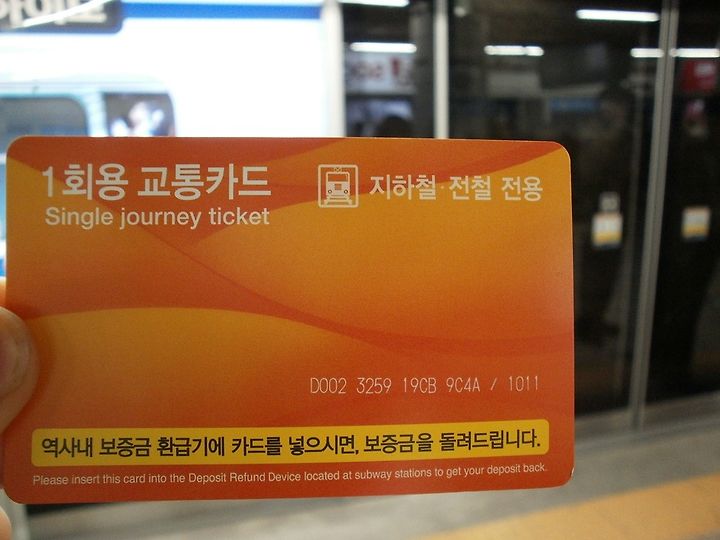 1회용 교통카드
Single journey ticket
지하철·전철 전용
D002 3259 19CB 9C4A / 1011
역사내 보증금 환급기에 카드를 넣으시면, 보증금을 돌려드립니다.
Please insert this card into the Deposit Refund Device located at subway stations to get your deposit back.